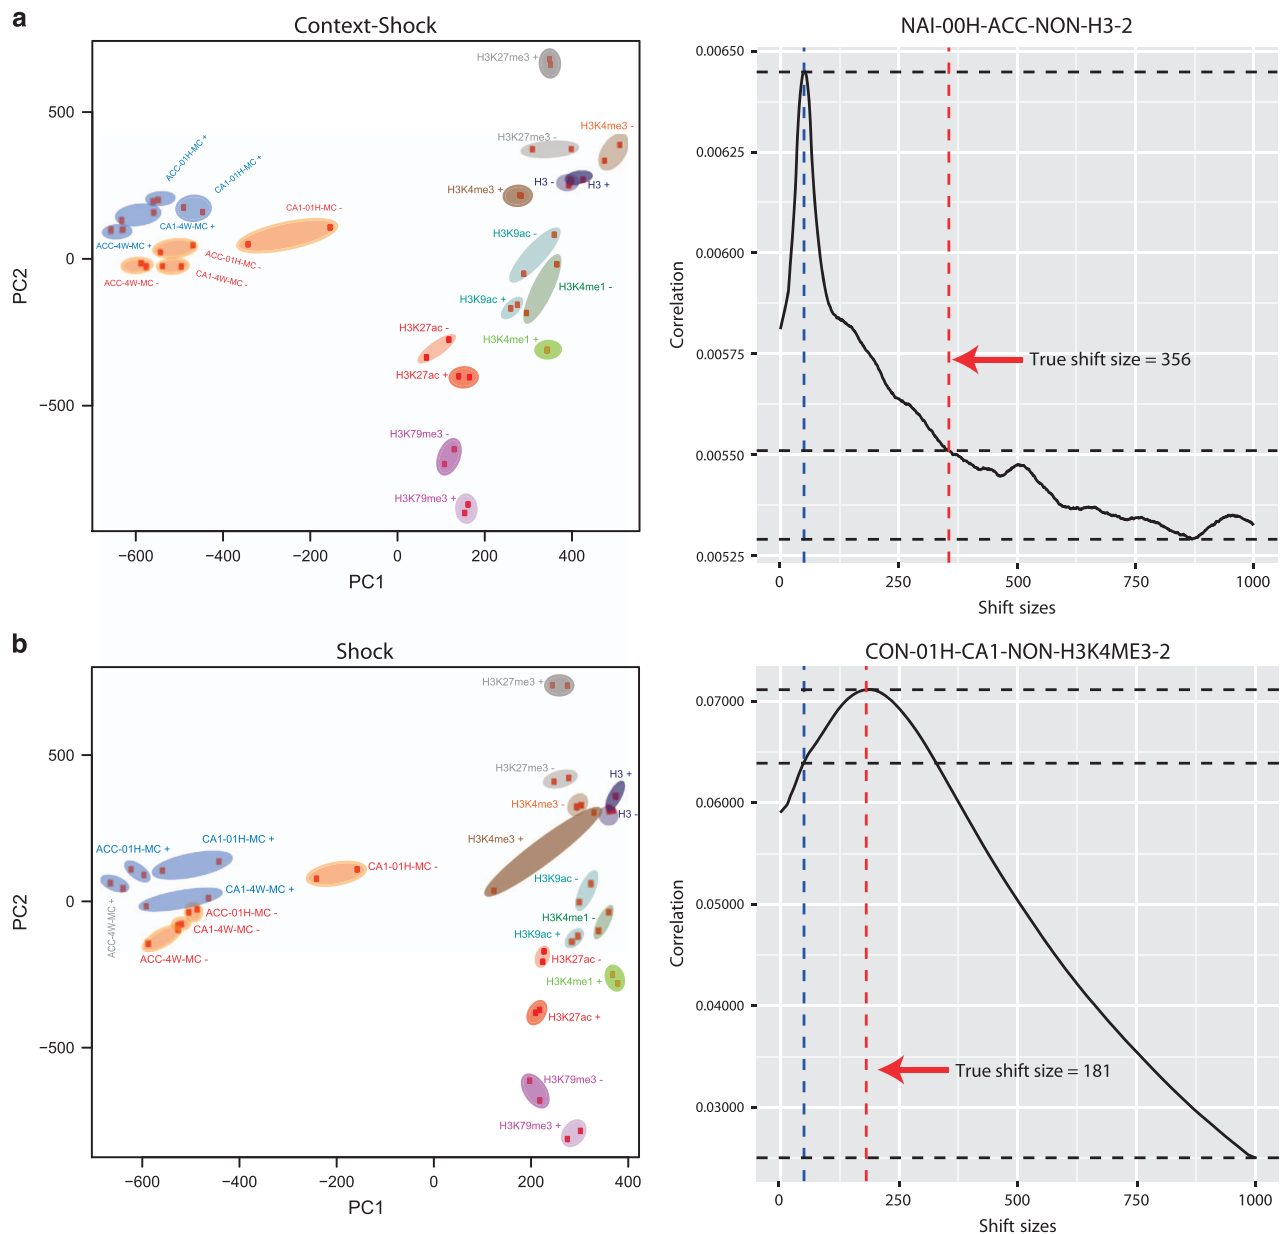 a
Context-Shock
PC2
500
0
−500
−600
−400
−200
0
200
400
PC1
H3K27me3 +
H3K4me3 -
H3K27me3 -
H3 -
H3 +
H3K4me3 +
ACC-01H-MC +
CA1-01H-MC +
CA1-01H-MC -
CA1-4W-MC +
ACC-4W-MC +
ACC-01H-MC -
CA1-4W-MC -
ACC-4W-MC -
H3K9ac -
H3K4me1 -
H3K9ac +
H3K27ac -
H3K4me1 +
H3K27ac +
H3K79me3 -
H3K79me3 +
NAI-00H-ACC-NON-H3-2
Correlation
0.00650
0.00625
0.00600
0.00575
0.00550
0.00525
True shift size = 356
0
250
500
750
1000
Shift sizes
b
Shock
PC2
500
0
−500
−600
−400
−200
0
200
400
PC1
H3K27me3 +
H3K27me3 -
H3 +
H3K4me3 -
H3 -
H3K4me3 +
CA1-01H-MC +
ACC-01H-MC +
CA1-01H-MC -
CA1-4W-MC +
ACC-4W-MC +
ACC-01H-MC -
CA1-4W-MC -
ACC-4W-MC -
H3K9ac -
H3K4me1 -
H3K9ac +
H3K27ac -
H3K4me1 +
H3K27ac +
H3K79me3 -
H3K79me3 +
CON-01H-CA1-NON-H3K4ME3-2
Correlation
0.07000
0.06000
0.05000
0.04000
0.03000
True shift size = 181
0
250
500
750
1000
Shift sizes